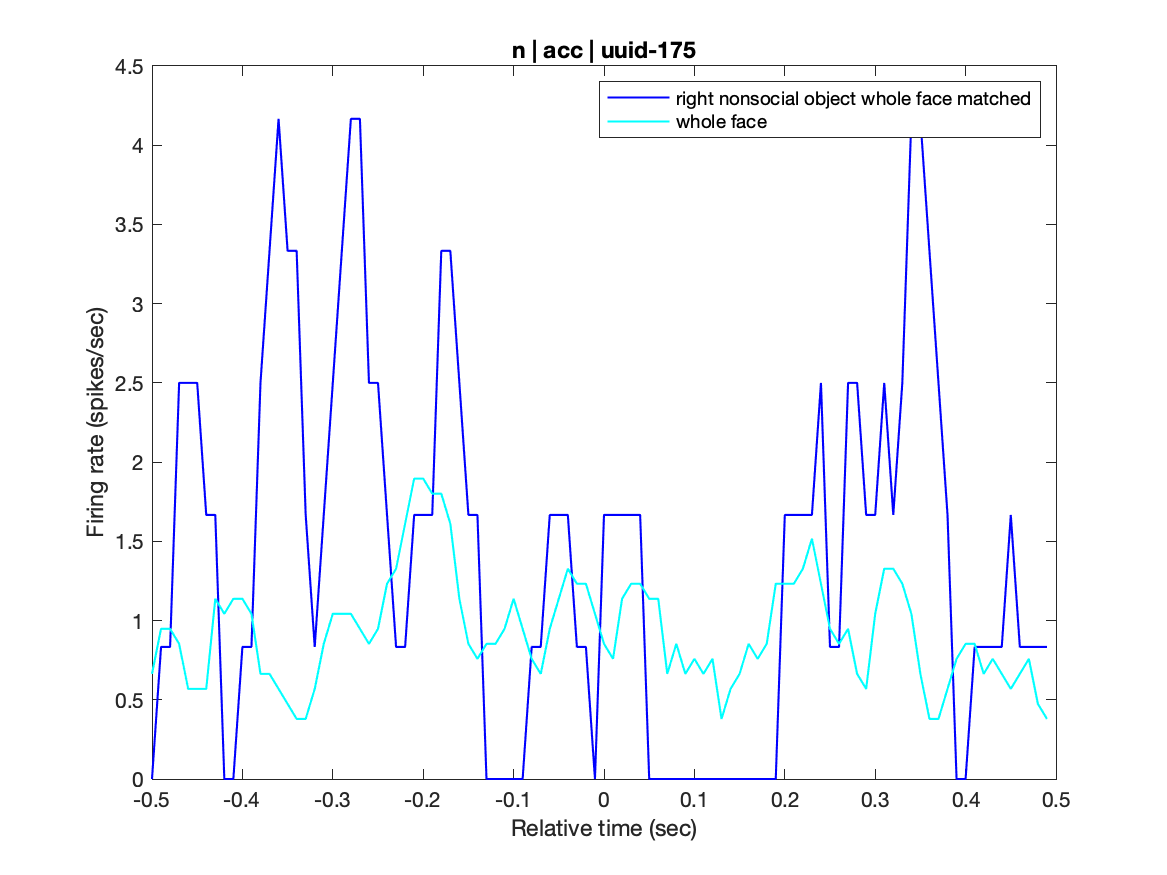 n | acc | uuid-175
right nonsocial object whole face matched
whole face
4.5
4
3.5
3
2.5
2
1.5
1
0.5
0
Firing rate (spikes/sec)
-0.5 -0.4 -0.3 -0.2 -0.1 0 0.1 0.2 0.3 0.4 0.5
Relative time (sec)